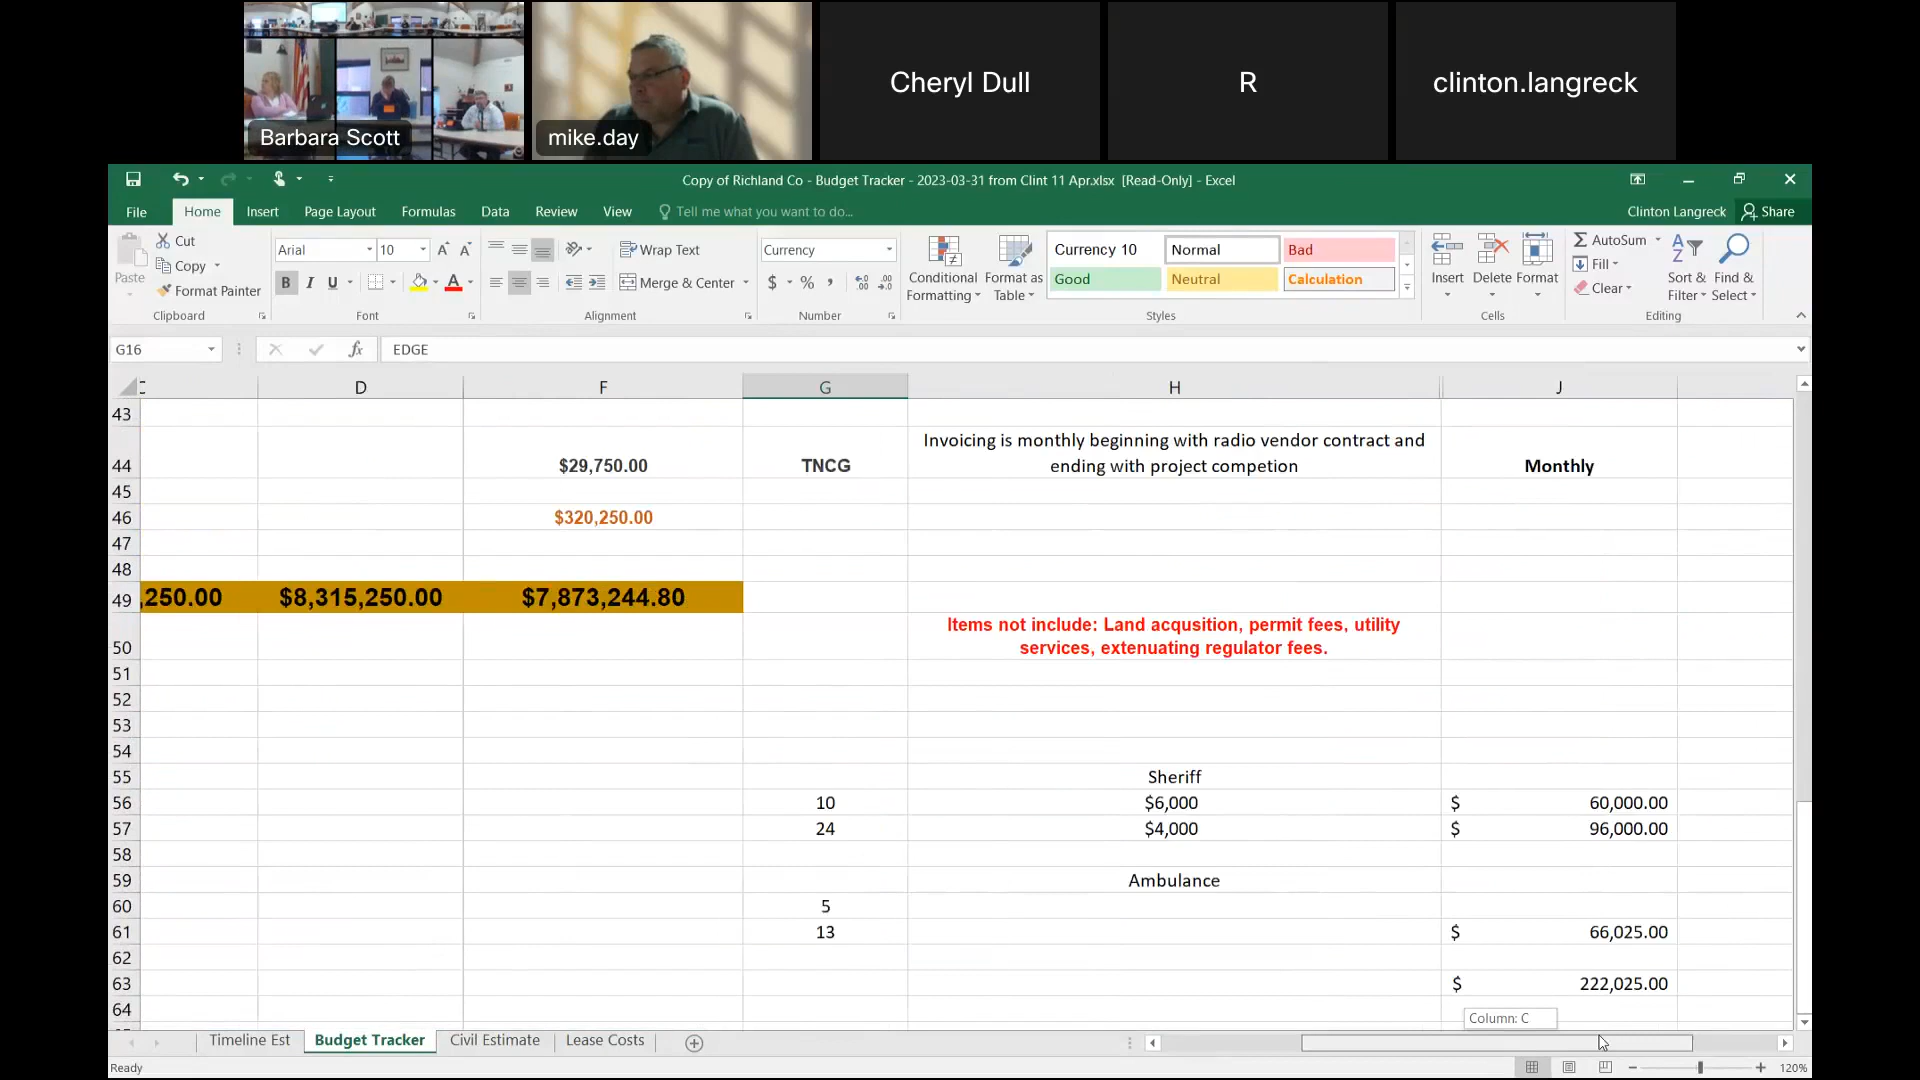 Barbara Scott
mike.day
Cheryl Dull
R
clinton.langreck
Copy of Richland Co - Budget Tracker - 2023-03-31 from Clint 11 Apr.xlsx [Read-Only] - Excel
File Home Insert Page Layout Formulas Data Review View Tell me what you want to do... Clinton Langreck Share
Paste
Cut
Copy
Format Painter
Clipboard
Arial 10
B I U
Font
Wrap Text
Merge & Center
Alignment
Currency
$ % ,
Number
Conditional
Formatting
Format as
Table
Currency 10 Normal Bad
Good Neutral Calculation
Styles
Insert Delete Format
Cells
AutoSum
Fill
Clear
Sort &
Filter
Find &
Select
Editing
G16 fx EDGE
D F G H J
43
Invoicing is monthly beginning with radio vendor contract and
44 $29,750.00 TNCG ending with project competion Monthly
45
46 $320,250.00
47
48
49 ,250.00 $8,315,250.00 $7,873,244.80
Items not include: Land acqusition, permit fees, utility
50 services, extenuating regulator fees.
51
52
53
54
55 Sheriff
56 10 $6,000 $ 60,000.00
57 24 $4,000 $ 96,000.00
58
59 Ambulance
60 5
61 13 $ 66,025.00
62
63 $ 222,025.00
64
Column: C
Timeline Est Budget Tracker Civil Estimate Lease Costs
Ready 120%